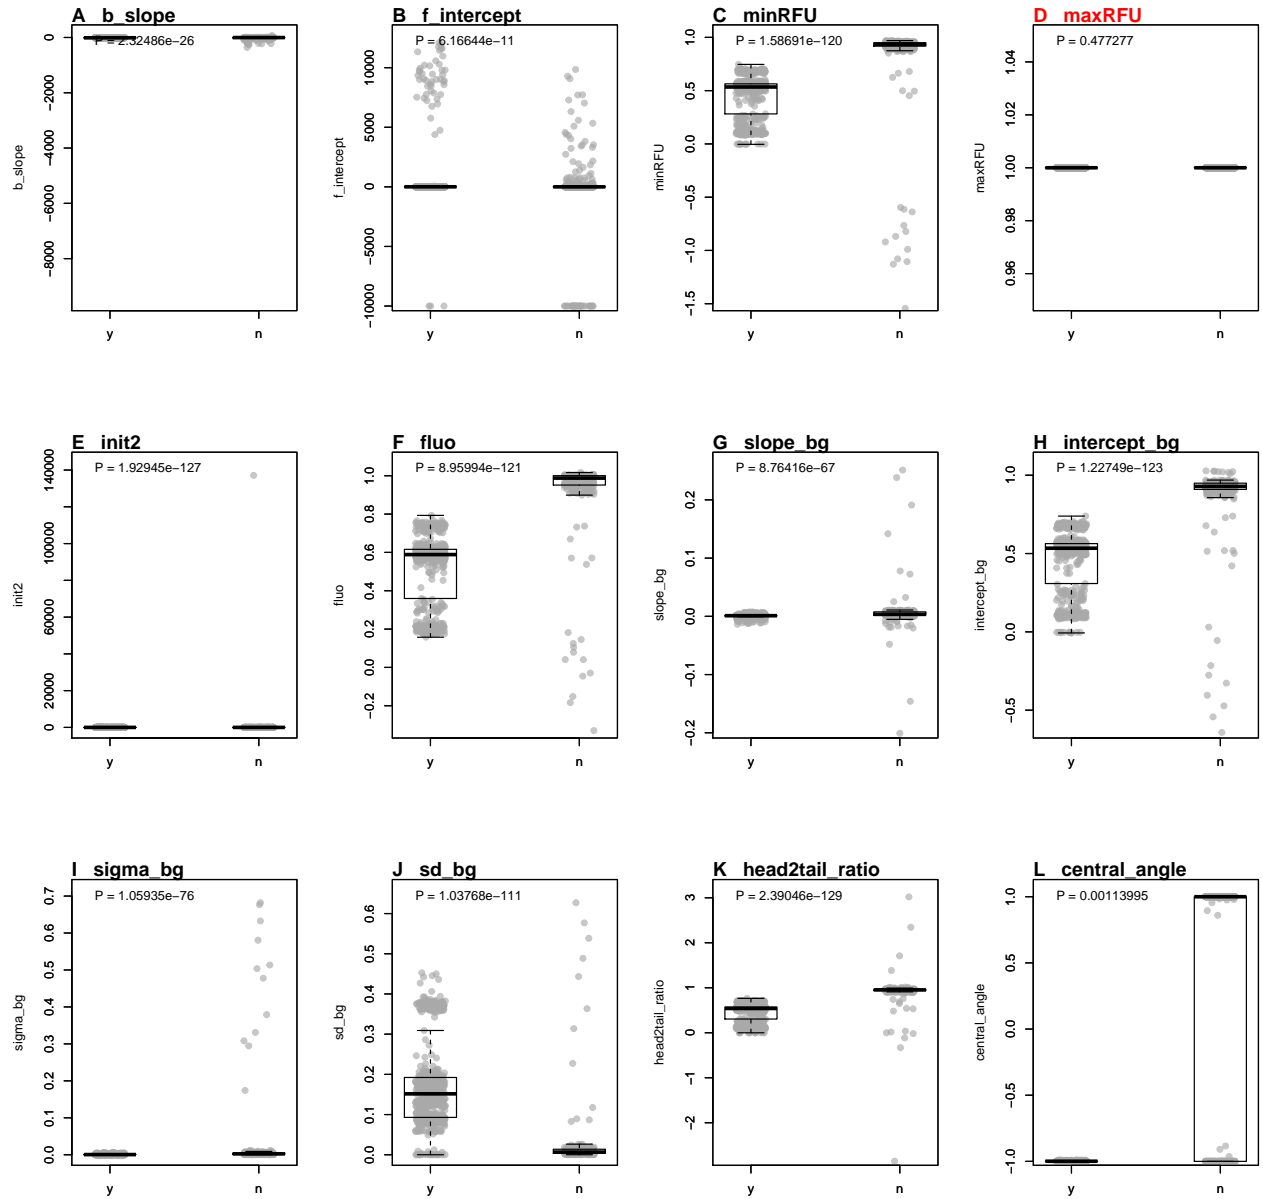 A b_slope
P = 2.32486e−26
b_slope
0
−2000
−4000
−6000
−8000
y n
B f_intercept
P = 6.16644e−11
f_intercept
10000
5000
0
−5000
−10000
y n
C minRFU
P = 1.58691e−120
minRFU
1.0
0.5
0.0
−0.5
−1.0
−1.5
y n
D maxRFU
P = 0.477277
maxRFU
1.04
1.02
1.00
0.98
0.96
y n
E init2
P = 1.92945e−127
init2
140000
100000
60000
20000
0
y n
F fluo
P = 8.95994e−121
fluo
1.0
0.8
0.6
0.4
0.2
0.0
−0.2
y n
G slope_bg
P = 8.76416e−67
slope_bg
0.2
0.1
0.0
−0.1
−0.2
y n
H intercept_bg
P = 1.22749e−123
intercept_bg
1.0
0.5
0.0
−0.5
y n
I sigma_bg
P = 1.05935e−76
sigma_bg
0.7
0.6
0.5
0.4
0.3
0.2
0.1
0.0
y n
J sd_bg
P = 1.03768e−111
sd_bg
0.6
0.5
0.4
0.3
0.2
0.1
0.0
y n
K head2tail_ratio
P = 2.39046e−129
head2tail_ratio
3
2
1
0
−1
−2
y n
L central_angle
P = 0.00113995
central_angle
1.0
0.5
0.0
−0.5
−1.0
y n